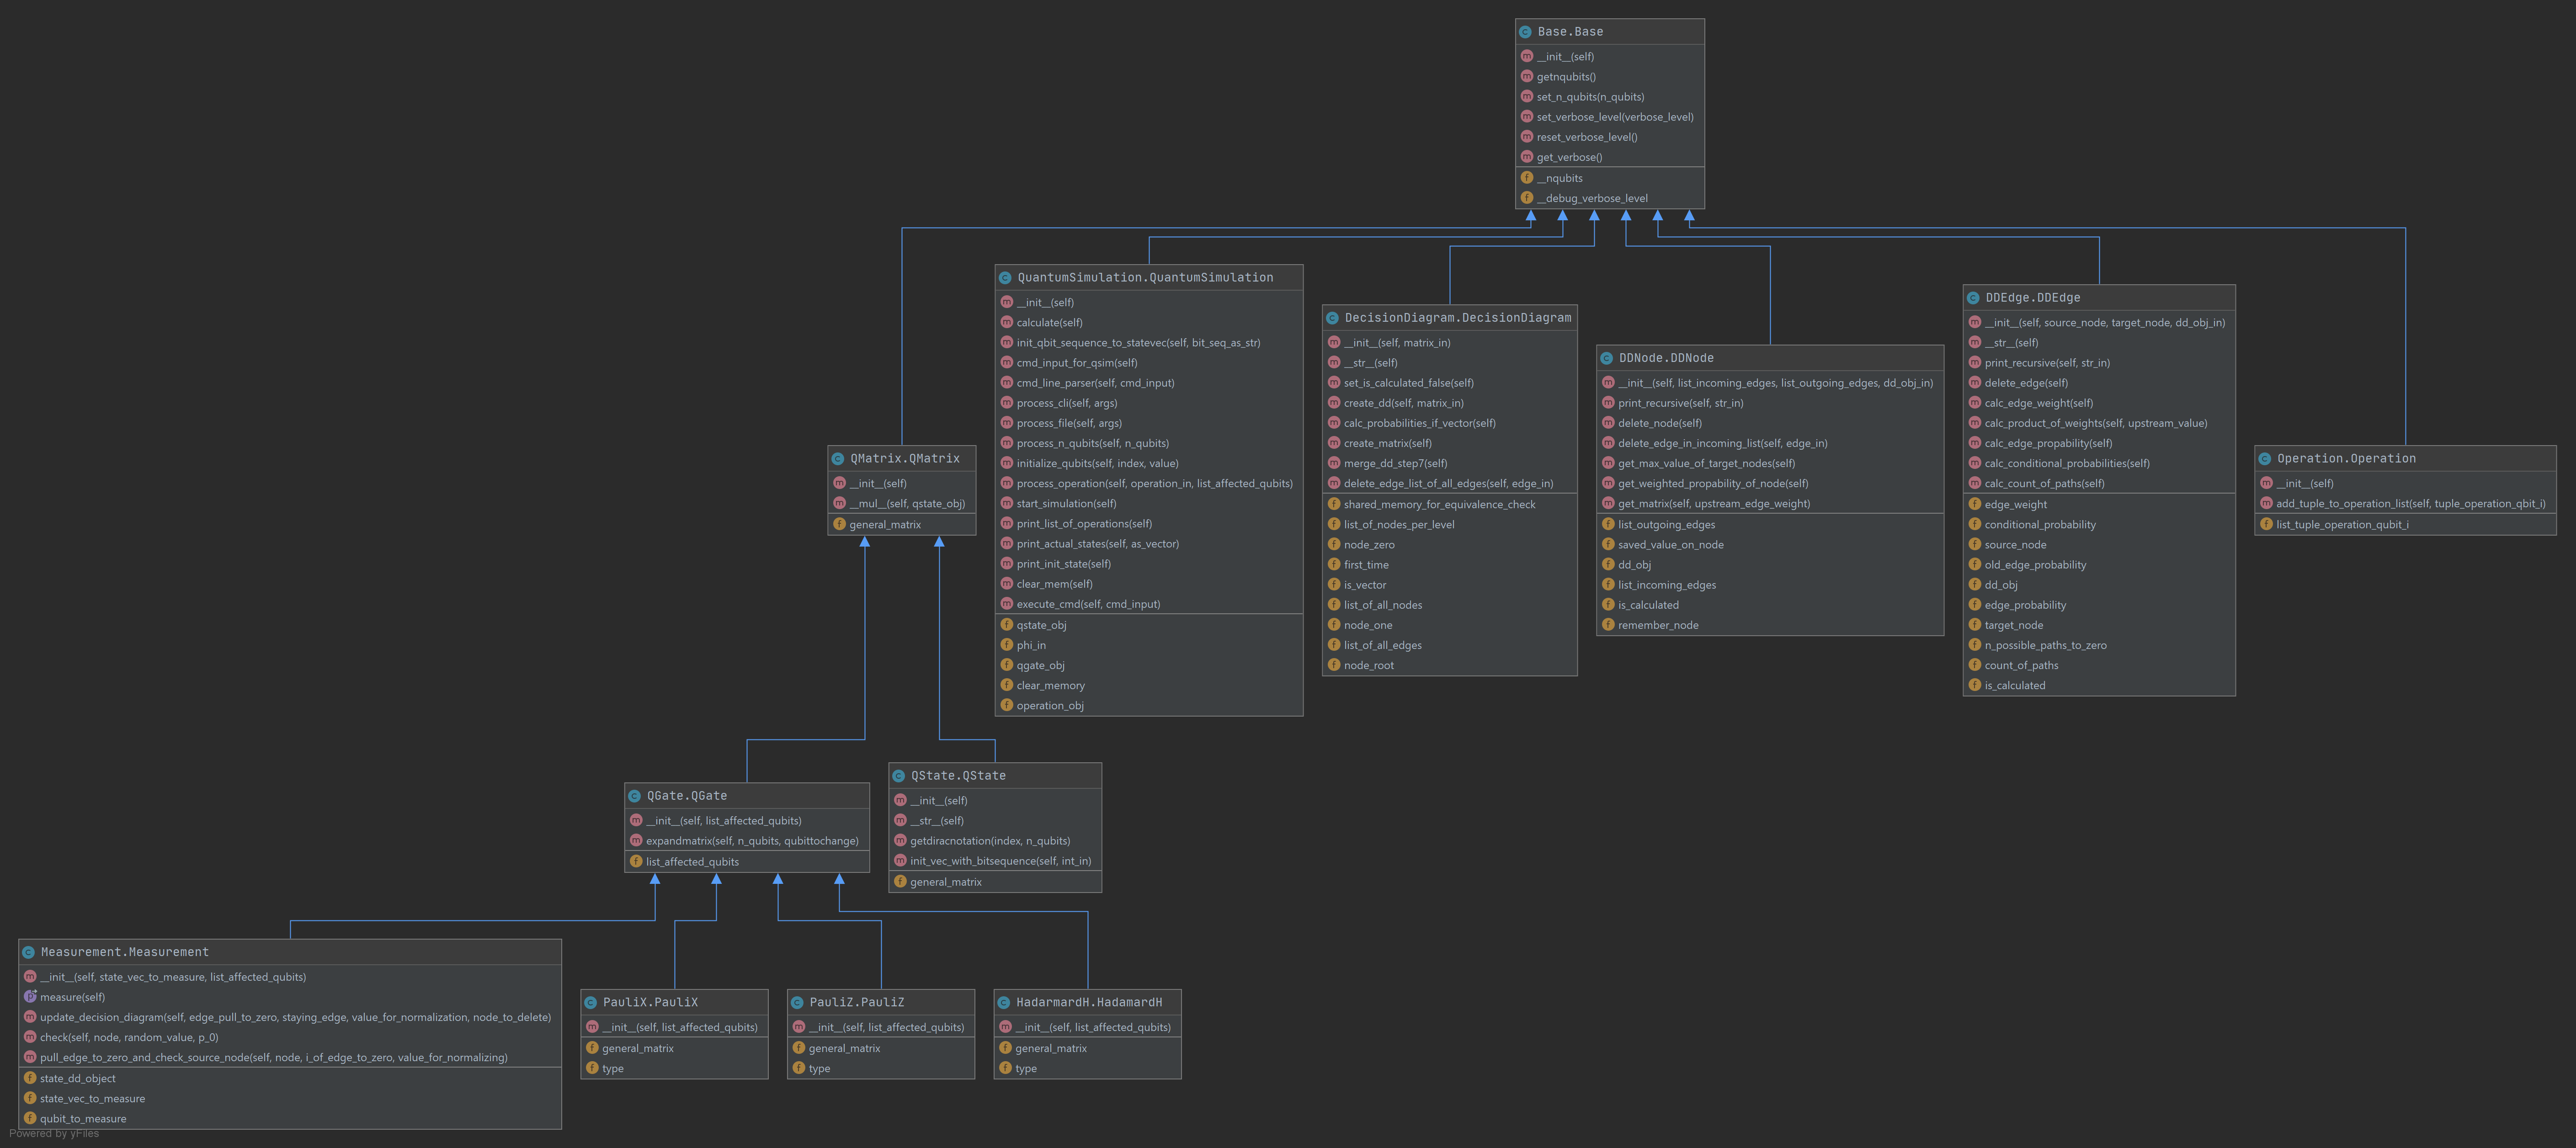 Base.Base
__init__(self)
getnqubits()
set_n_qubits(n_qubits)
set_verbose_level(verbose_level)
reset_verbose_level()
get_verbose()
__nqubits
__debug_verbose_level
QuantumSimulation.QuantumSimulation
__init__(self)
calculate(self)
init_qbit_sequence_to_statevec(self, bit_seq_as_str)
cmd_input_for_qsim(self)
cmd_line_parser(self, cmd_input)
process_cli(self, args)
process_file(self, args)
process_n_qubits(self, n_qubits)
initialize_qubits(self, index, value)
process_operation(self, operation_in, list_affected_qubits)
start_simulation(self)
print_list_of_operations(self)
print_actual_states(self, as_vector)
print_init_state(self)
clear_mem(self)
execute_cmd(self, cmd_input)
qstate_obj
phi_in
qgate_obj
clear_memory
operation_obj
DecisionDiagram.DecisionDiagram
__init__(self, matrix_in)
__str__(self)
set_is_calculated_false(self)
create_dd(self, matrix_in)
calc_probabilities_if_vector(self)
create_matrix(self)
merge_dd_step7(self)
delete_edge_list_of_all_edges(self, edge_in)
shared_memory_for_equivalence_check
list_of_nodes_per_level
node_zero
first_time
is_vector
list_of_all_nodes
node_one
list_of_all_edges
node_root
DDNode.DDNode
__init__(self, list_incoming_edges, list_outgoing_edges, dd_obj_in)
print_recursive(self, str_in)
delete_node(self)
delete_edge_in_incoming_list(self, edge_in)
get_max_value_of_target_nodes(self)
get_weighted_propability_of_node(self)
get_matrix(self, upstream_edge_weight)
list_outgoing_edges
saved_value_on_node
dd_obj
list_incoming_edges
is_calculated
remember_node
DDEdge.DDEdge
__init__(self, source_node, target_node, dd_obj_in)
__str__(self)
print_recursive(self, str_in)
delete_edge(self)
calc_edge_weight(self)
calc_product_of_weights(self, upstream_value)
calc_edge_propability(self)
calc_conditional_probabilities(self)
calc_count_of_paths(self)
edge_weight
conditional_probability
source_node
old_edge_probability
dd_obj
edge_probability
target_node
n_possible_paths_to_zero
count_of_paths
is_calculated
Operation.Operation
__init__(self)
add_tuple_to_operation_list(self, tuple_operation_qbit_i)
list_tuple_operation_qubit_i
QMatrix.QMatrix
__init__(self)
__mul__(self, qstate_obj)
general_matrix
QGate.QGate
__init__(self, list_affected_qubits)
expandmatrix(self, n_qubits, qubittochange)
list_affected_qubits
QState.QState
__init__(self)
__str__(self)
getdiracnotation(index, n_qubits)
init_vec_with_bitsequence(self, int_in)
general_matrix
Measurement.Measurement
__init__(self, state_vec_to_measure, list_affected_qubits)
measure(self)
update_decision_diagram(self, edge_pull_to_zero, staying_edge, value_for_normalization, node_to_delete)
check(self, node, random_value, p_0)
pull_edge_to_zero_and_check_source_node(self, node, i_of_edge_to_zero, value_for_normalizing)
state_dd_object
state_vec_to_measure
qubit_to_measure
PauliX.PauliX
__init__(self, list_affected_qubits)
general_matrix
type
PauliZ.PauliZ
__init__(self, list_affected_qubits)
general_matrix
type
HadarmardH.HadamardH
__init__(self, list_affected_qubits)
general_matrix
type
Powered by yFiles